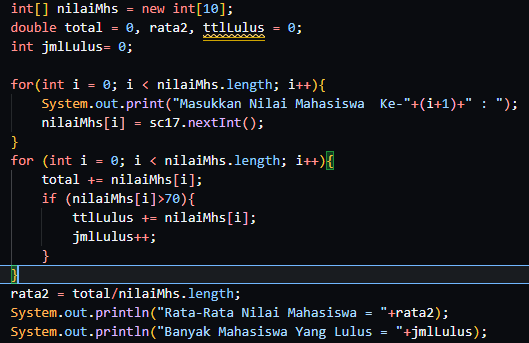 int[] nilaiMhs = new int[10];
double total = 0, rata2, ttlLulus = 0;
int jmlLulus= 0;

for(int i = 0; i < nilaiMhs.length; i++){
    System.out.print("Masukkan Nilai Mahasiswa  Ke-"+(i+1)+" : ");
    nilaiMhs[i] = sc17.nextInt();
}
for (int i = 0; i < nilaiMhs.length; i++){
    total += nilaiMhs[i];
    if (nilaiMhs[i]>70){
        ttlLulus += nilaiMhs[i];
        jmlLulus++;
    }
}
rata2 = total/nilaiMhs.length;
System.out.println("Rata-Rata Nilai Mahasiswa = "+rata2);
System.out.println("Banyak Mahasiswa Yang Lulus = "+jmlLulus);